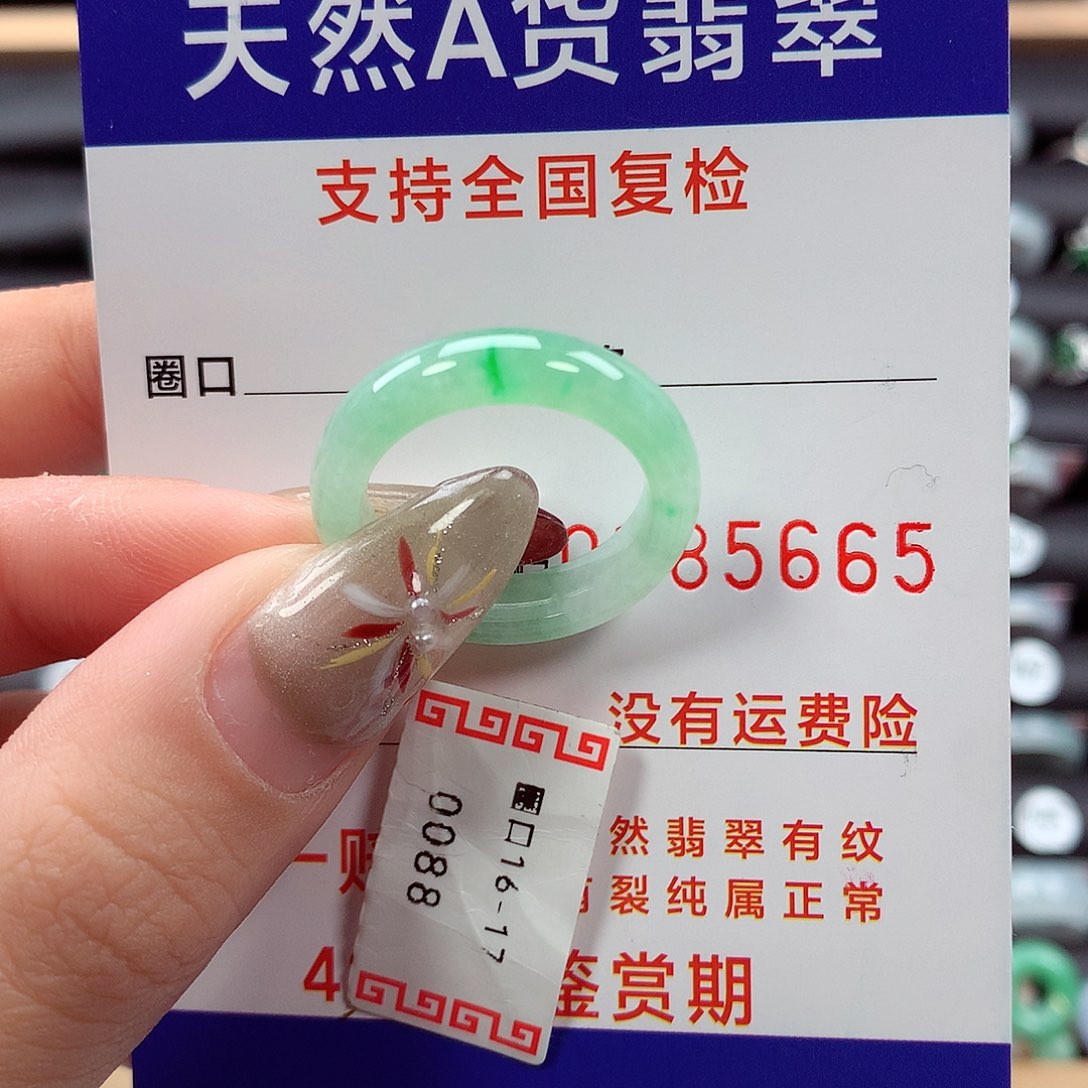 天然A货翡翠
支持全国复检
圈口
85665
没有运费险
然翡翠有纹
裂纯属正常
4
鉴赏期
圈口16-17
0088